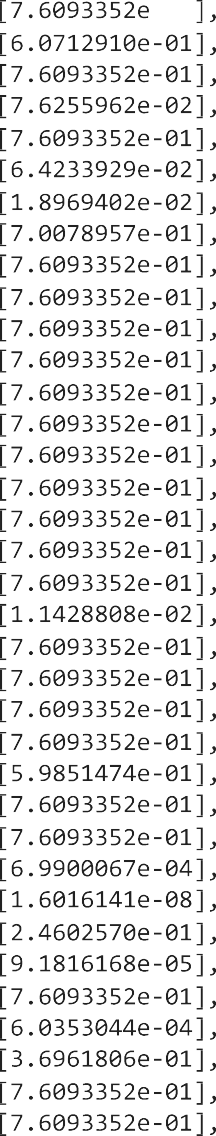 [7.6093352e   ],
[6.0712910e-01],
[7.6093352e-01],
[7.6255962e-02],
[7.6093352e-01],
[6.4233929e-02],
[1.8969402e-02],
[7.0078957e-01],
[7.6093352e-01],
[7.6093352e-01],
[7.6093352e-01],
[7.6093352e-01],
[7.6093352e-01],
[7.6093352e-01],
[7.6093352e-01],
[7.6093352e-01],
[7.6093352e-01],
[7.6093352e-01],
[7.6093352e-01],
[1.1428808e-02],
[7.6093352e-01],
[7.6093352e-01],
[7.6093352e-01],
[7.6093352e-01],
[5.9851474e-01],
[7.6093352e-01],
[7.6093352e-01],
[6.9900067e-04],
[1.6016141e-08],
[2.4602570e-01],
[9.1816168e-05],
[7.6093352e-01],
[6.0353044e-04],
[3.6961806e-01],
[7.6093352e-01],
[7.6093352e-01],